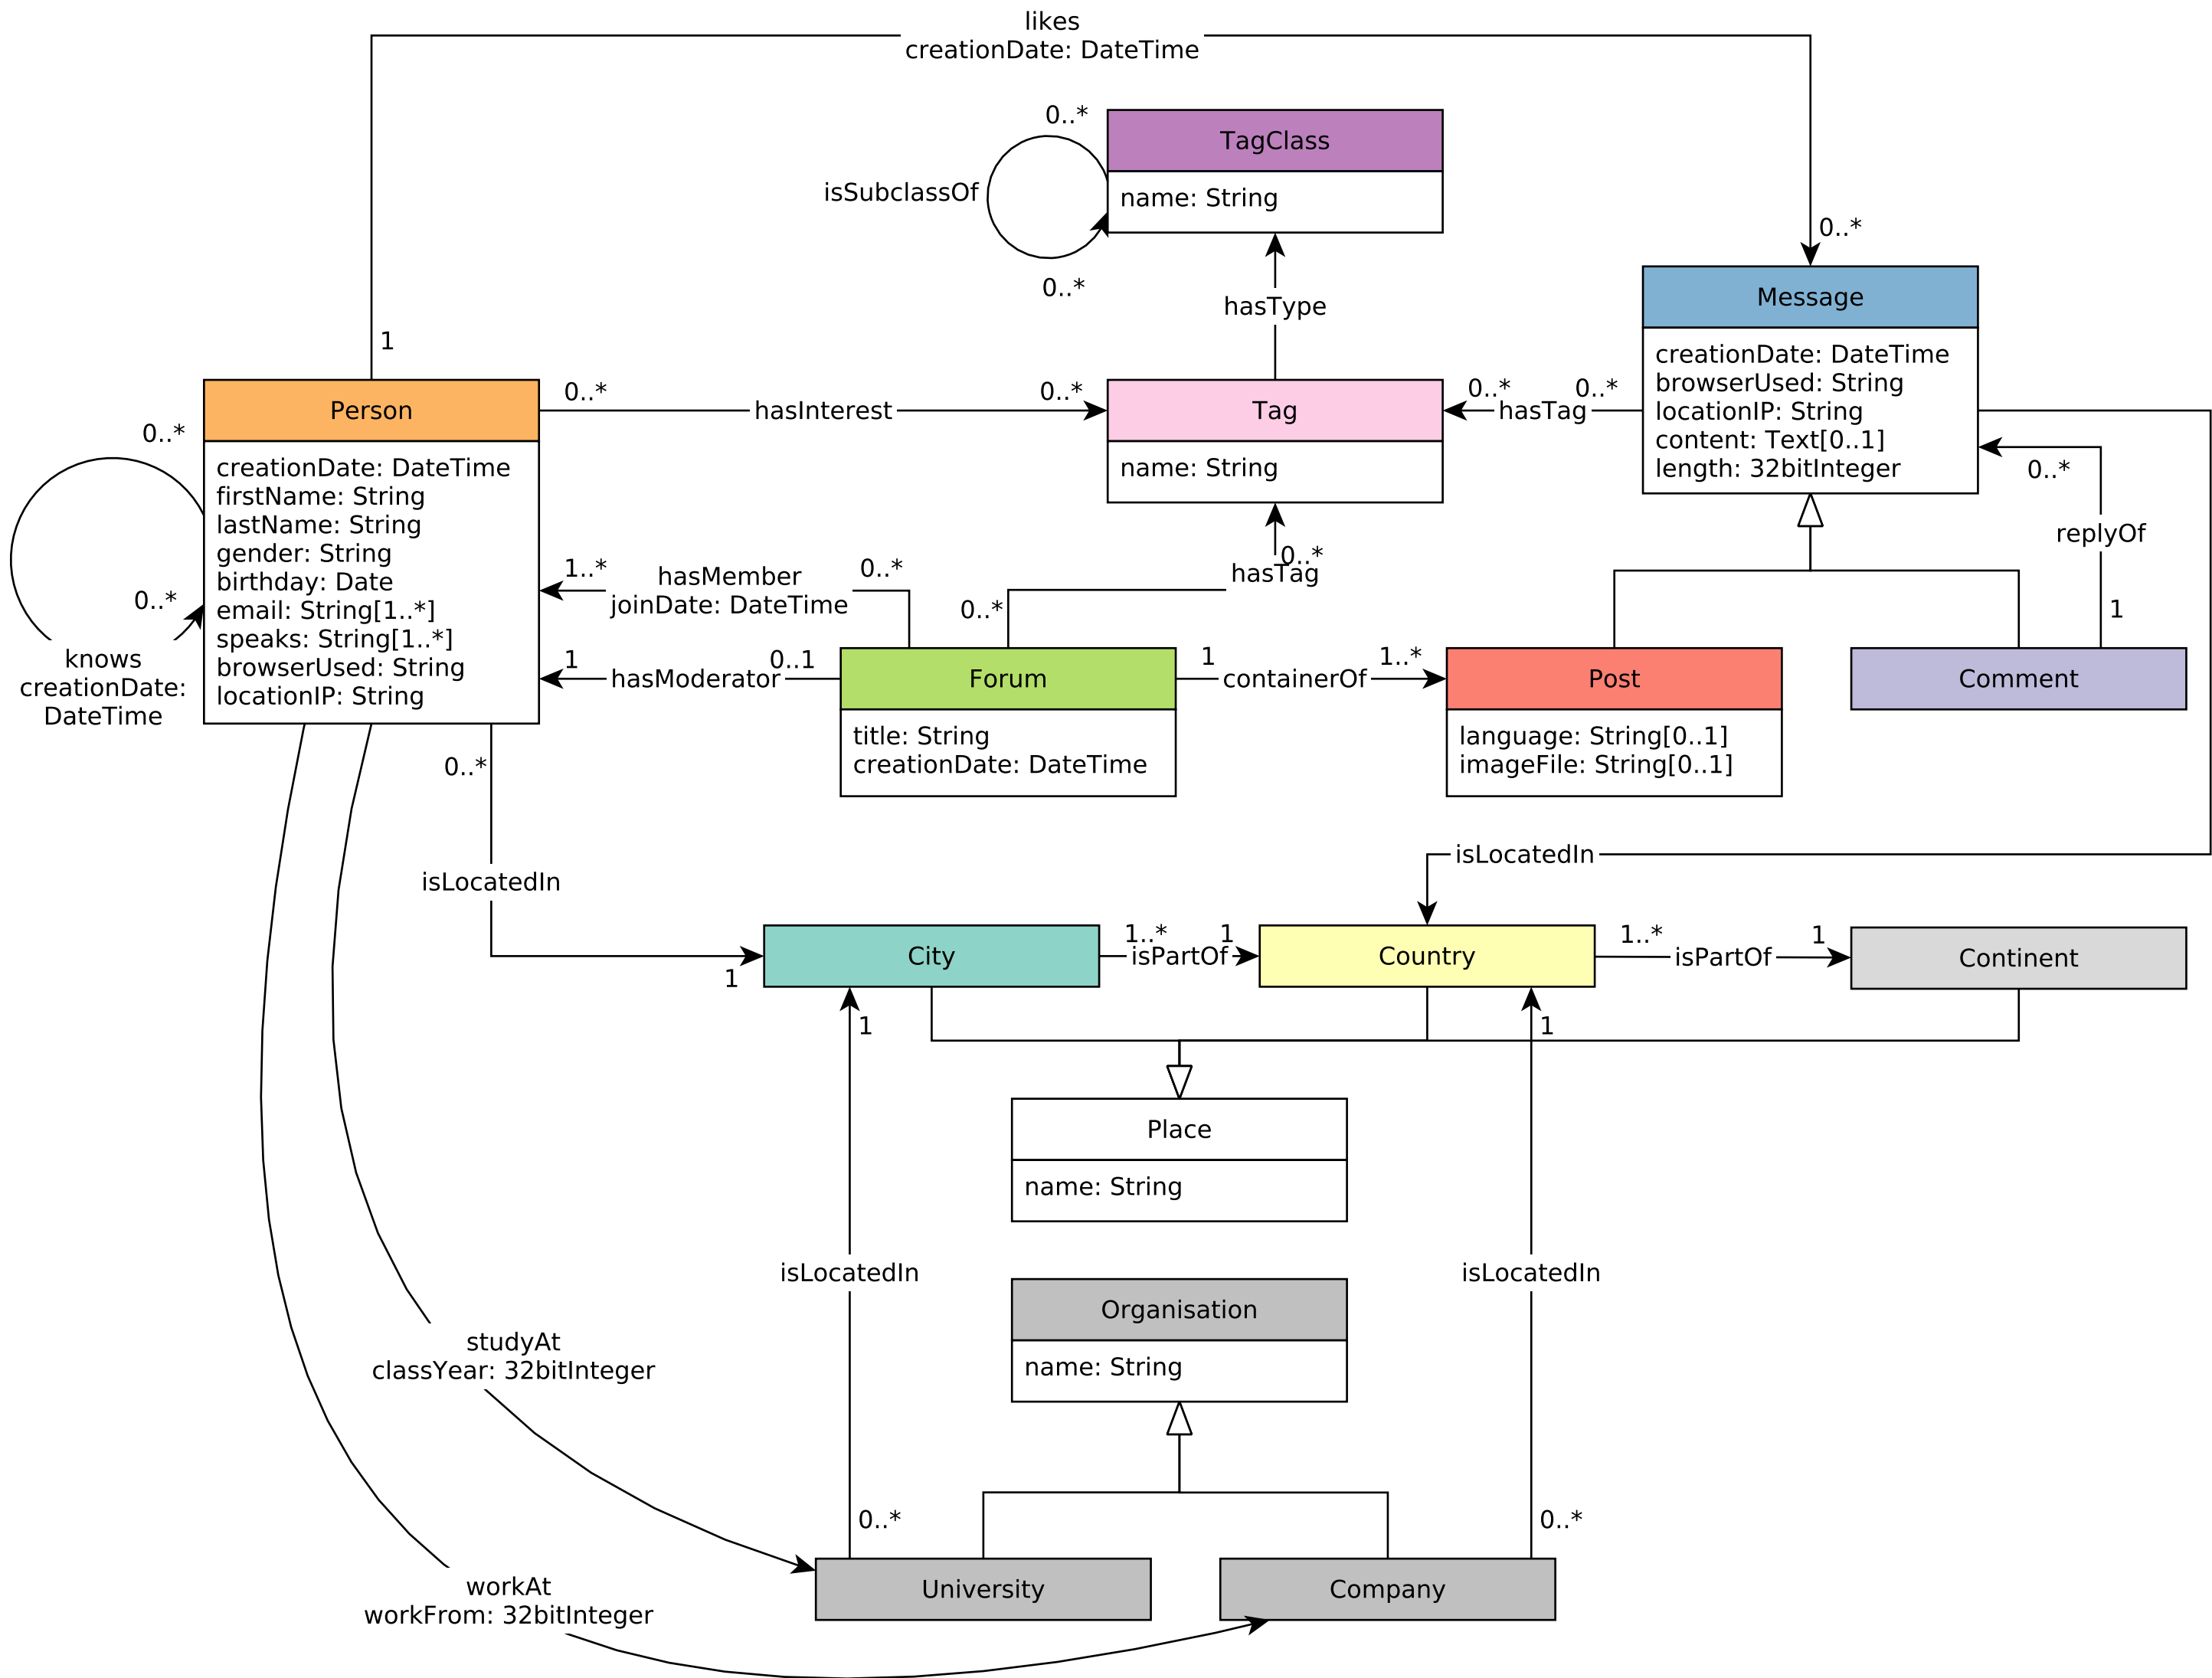 likes
creationDate: DateTime
0..*
TagClass
isSubclassOf
name: String
0..*
0..*
hasType
Message
1
creationDate: DateTime
browserUsed: String
locationIP: String
content: Text[0..1]
length: 32bitInteger
Person
0..*
hasInterest
0..*
Tag
0..*
hasTag
0..*
name: String
0..*
creationDate: DateTime
firstName: String
lastName: String
gender: String
birthday: Date
email: String[1..*]
speaks: String[1..*]
browserUsed: String
locationIP: String
0..*
knows
creationDate:
DateTime
0..*
replyOf
1
1..*
hasMember
joinDate: DateTime
0..*
0..*
hasTag
0..*
1
hasModerator
0..1
Forum
title: String
creationDate: DateTime
1
containerOf
1..*
Post
language: String[0..1]
imageFile: String[0..1]
Comment
0..*
isLocatedIn
1
isLocatedIn
City
1..*
isPartOf
1
Country
1..*
isPartOf
1
Continent
1
1
Place
name: String
isLocatedIn
isLocatedIn
Organisation
name: String
studyAt
classYear: 32bitInteger
0..*
0..*
University
Company
workAt
workFrom: 32bitInteger